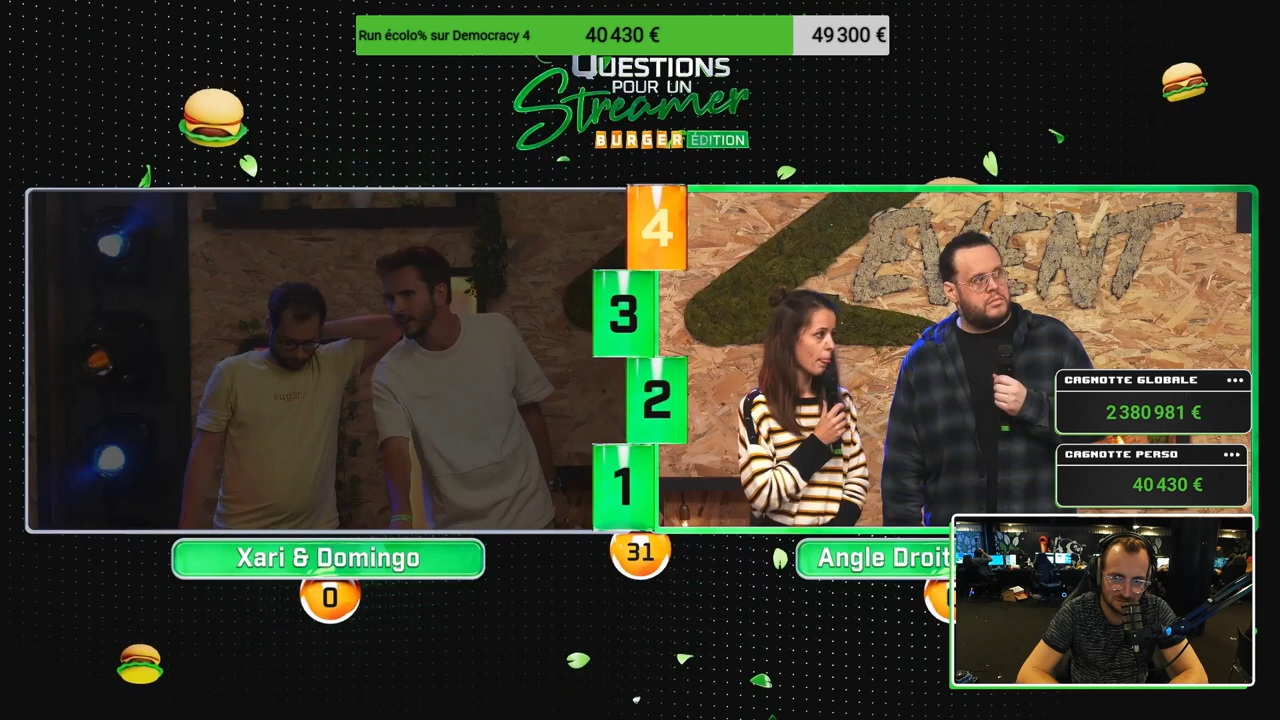 Run écolo% sur Democracy 4
40 430 €
49 300 €
QUESTIONS
POUR UN
Streamer
BURGER ÉDITION
EVENT
4
3
2
1
sugar.
CAGNOTTE GLOBALE
2 380 981 €
CAGNOTTE PERSO
40 430 €
Xari & Domingo
31
Angle Droit
0